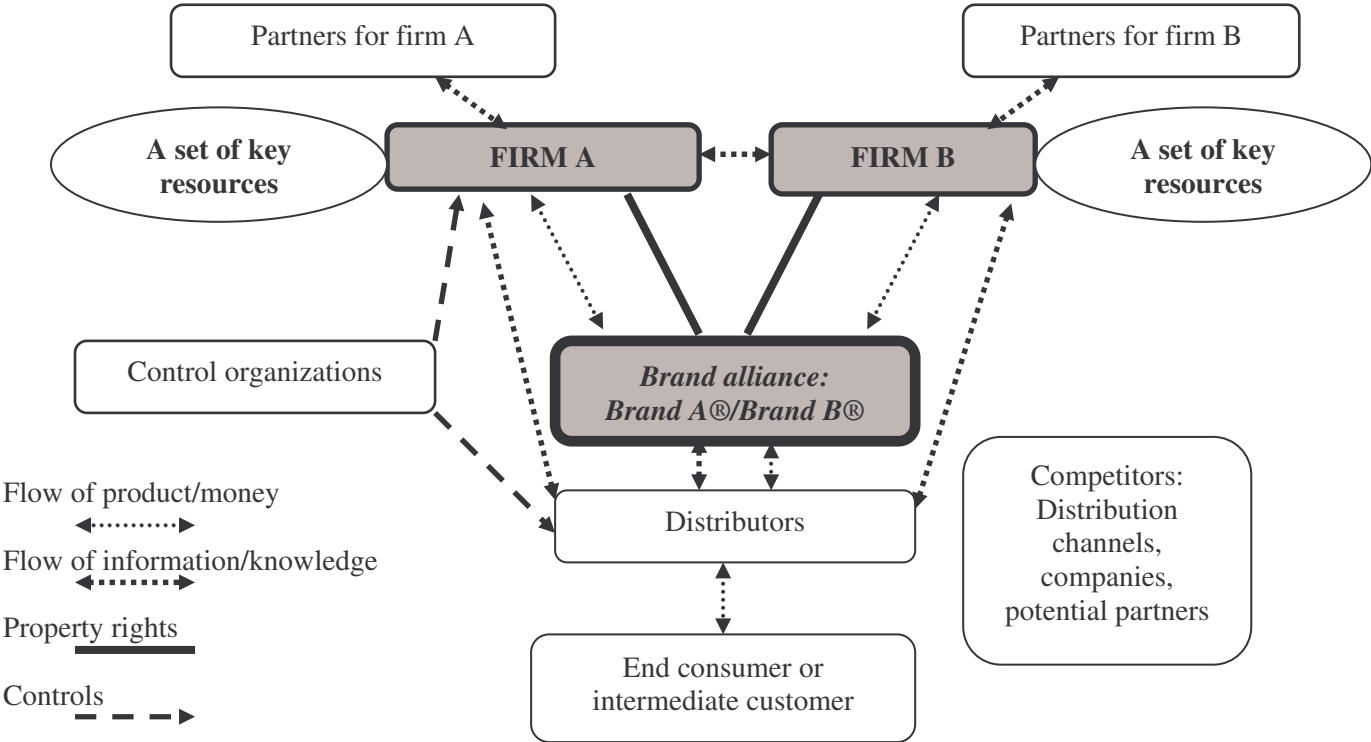 Partners for firm A
Partners for firm B
A set of key
resources
FIRM A
FIRM B
A set of key
resources
Control organizations
Brand alliance:
Brand A®/Brand B®
Flow of product/money
Flow of information/knowledge
Property rights
Controls
Distributors
Competitors:
Distribution
channels,
companies,
potential partners
End consumer or
intermediate customer